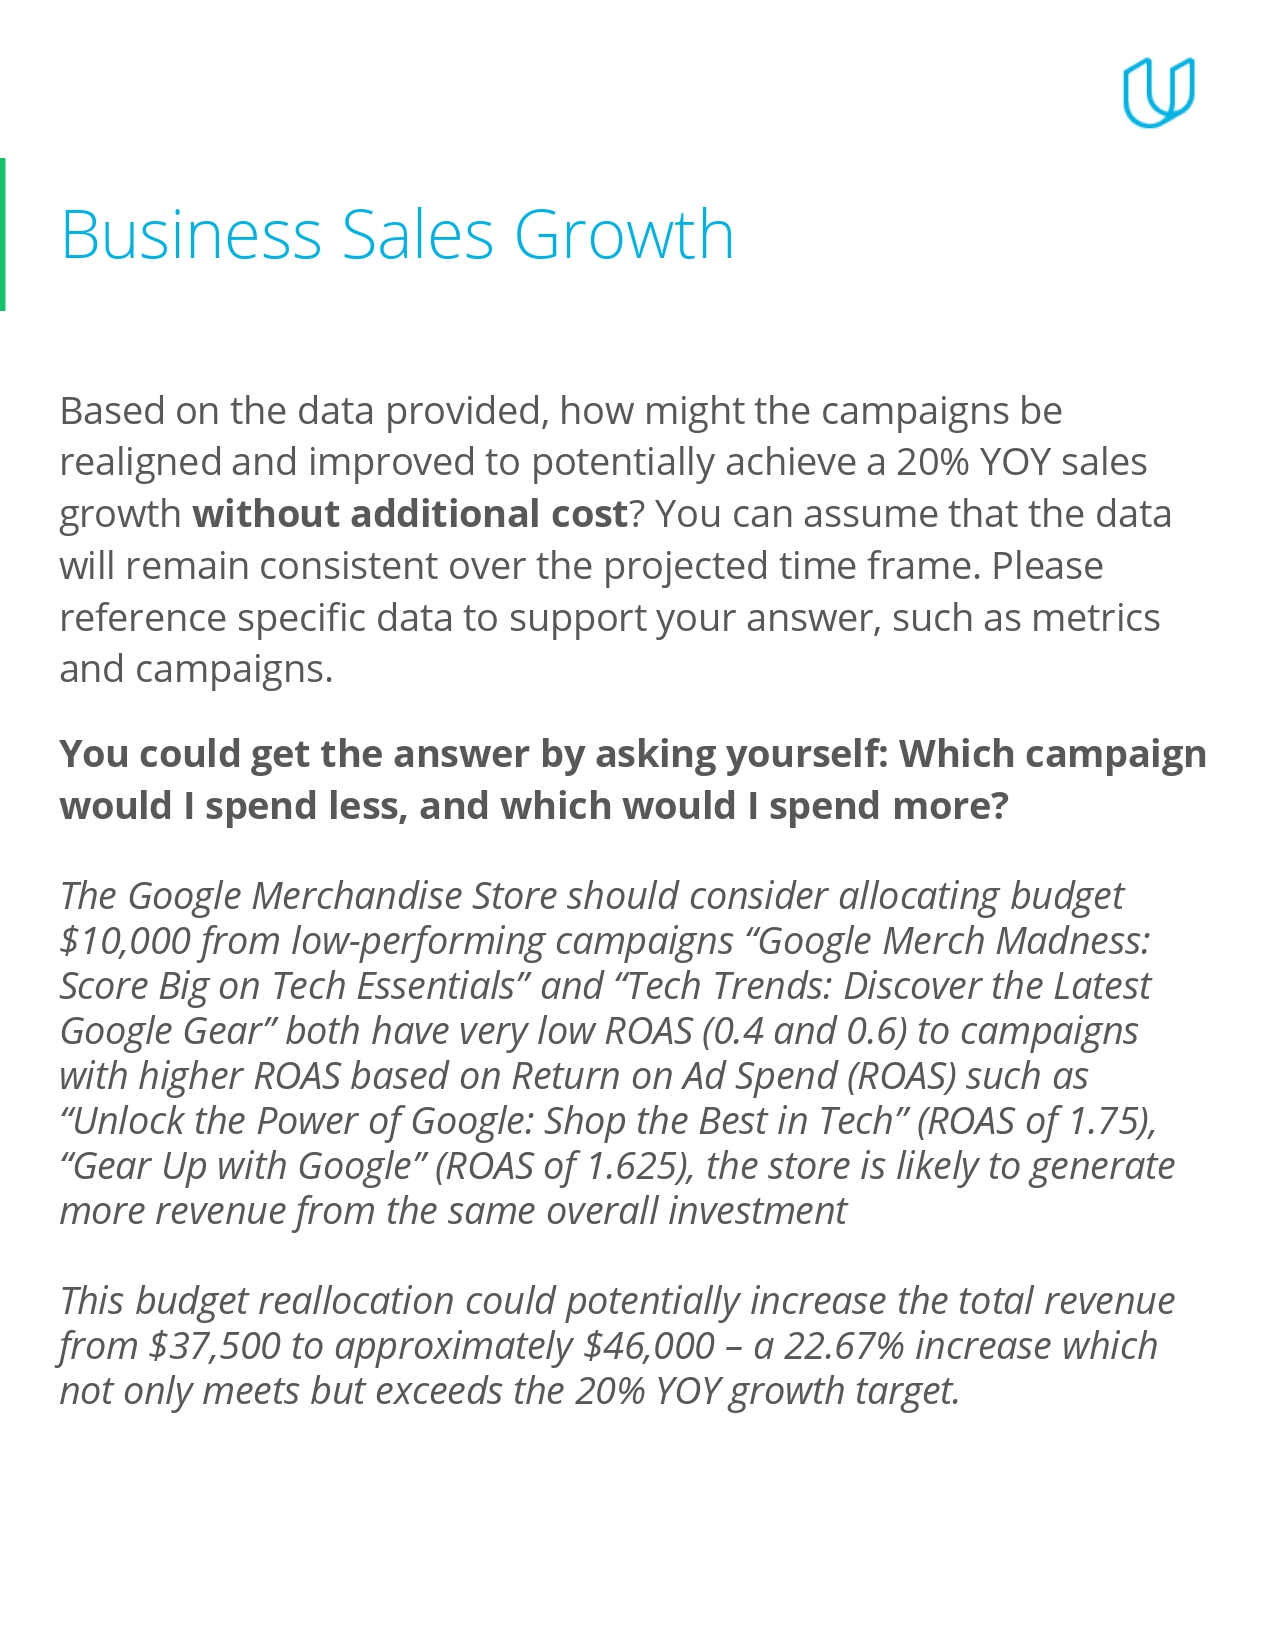 Business Sales Growth
Based on the data provided, how might the campaigns be
realigned and improved to potentially achieve a 20% YOY sales
growth without additional cost? You can assume that the data
will remain consistent over the projected time frame. Please
reference specific data to support your answer, such as metrics
and campaigns.
You could get the answer by asking yourself: Which campaign
would I spend less, and which would I spend more?
The Google Merchandise Store should consider allocating budget
$10,000 from low-performing campaigns “Google Merch Madness:
Score Big on Tech Essentials” and “Tech Trends: Discover the Latest
Google Gear” both have very low ROAS (0.4 and 0.6) to campaigns
with higher ROAS based on Return on Ad Spend (ROAS) such as
“Unlock the Power of Google: Shop the Best in Tech” (ROAS of 1.75),
“Gear Up with Google” (ROAS of 1.625), the store is likely to generate
more revenue from the same overall investment
This budget reallocation could potentially increase the total revenue
from $37,500 to approximately $46,000 – a 22.67% increase which
not only meets but exceeds the 20% YOY growth target.